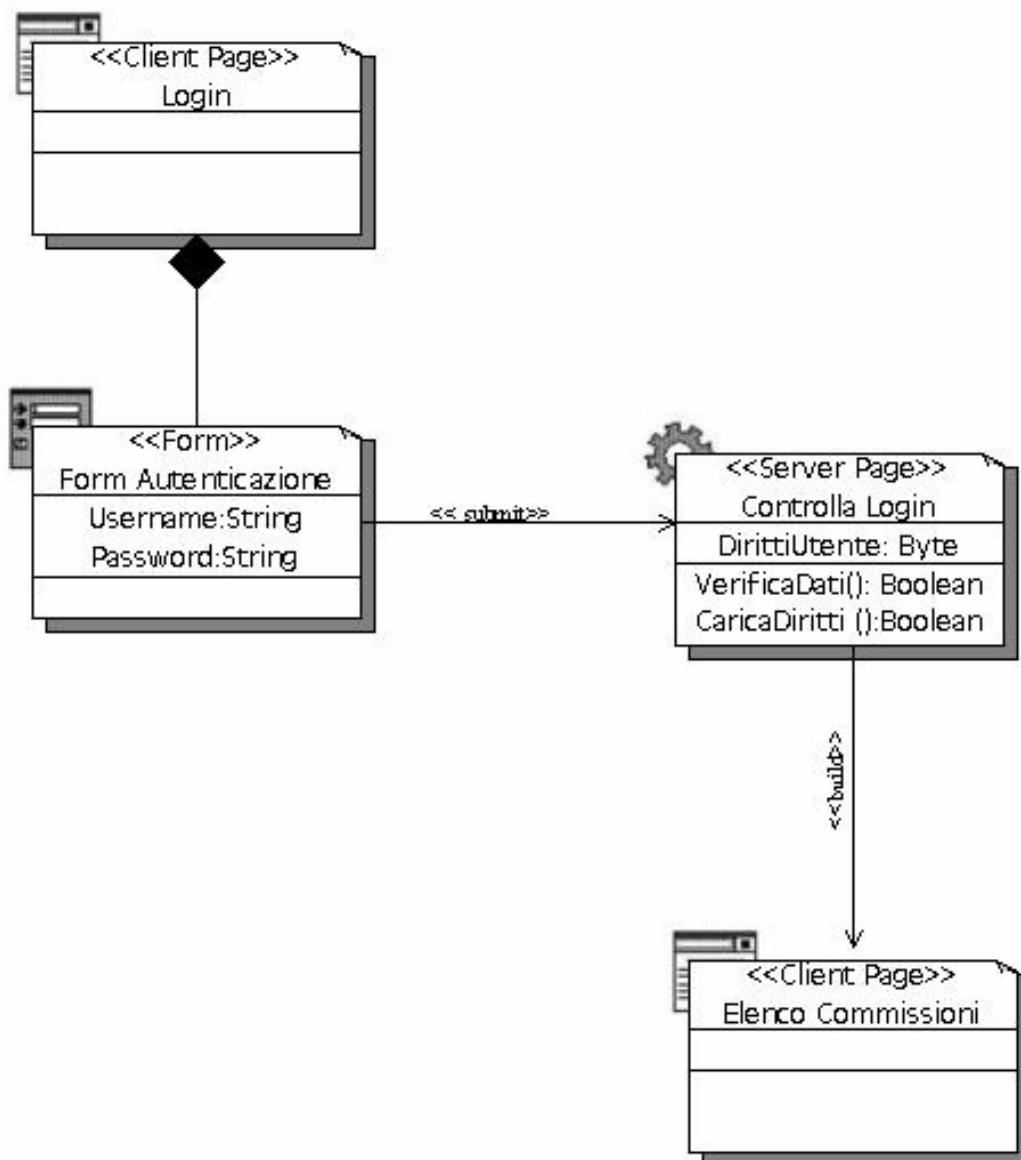 <<Client Page>>
Login
<<Form>>
Form Autenticazione
Username:String
Password:String
<< submit>>
<<Server Page>>
Controlla Login
DirittiUtente: Byte
VerificaDati(): Boolean
CaricaDiritti ():Boolean
<<build>>
<<Client Page>>
Elenco Commissioni